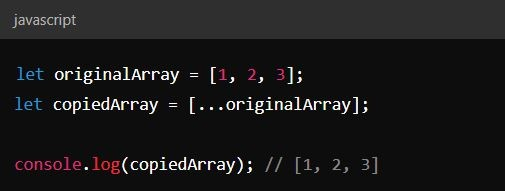 javascript
let originalArray = [1, 2, 3];
let copiedArray = [...originalArray];
console.log(copiedArray); // [1, 2, 3]